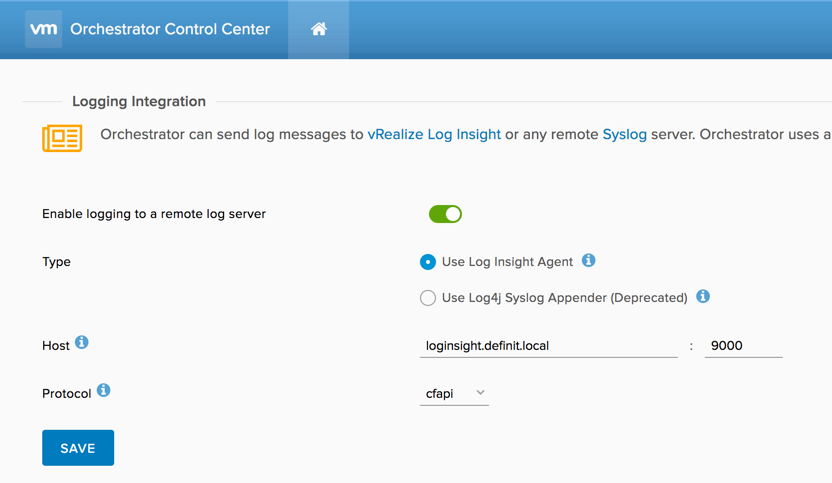 vm Orchestrator Control Center
Logging Integration
Orchestrator can send log messages to vRealize Log Insight or any remote Syslog server. Orchestrator uses a
Enable logging to a remote log server
Type
Use Log Insight Agent
Use Log4j Syslog Appender (Deprecated)
Host
loginsight.definit.local : 9000
Protocol
cfapi
SAVE